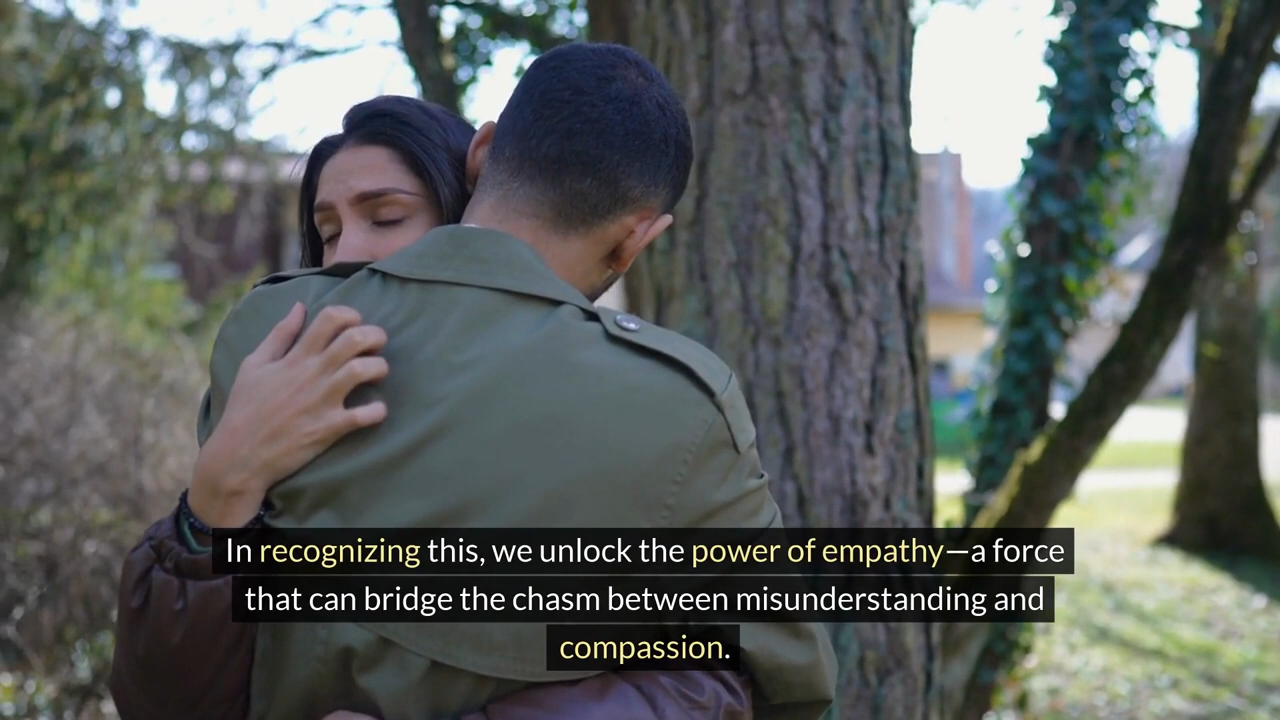 In recognizing this, we unlock the power of empathy—a force
that can bridge the chasm between misunderstanding and
compassion.